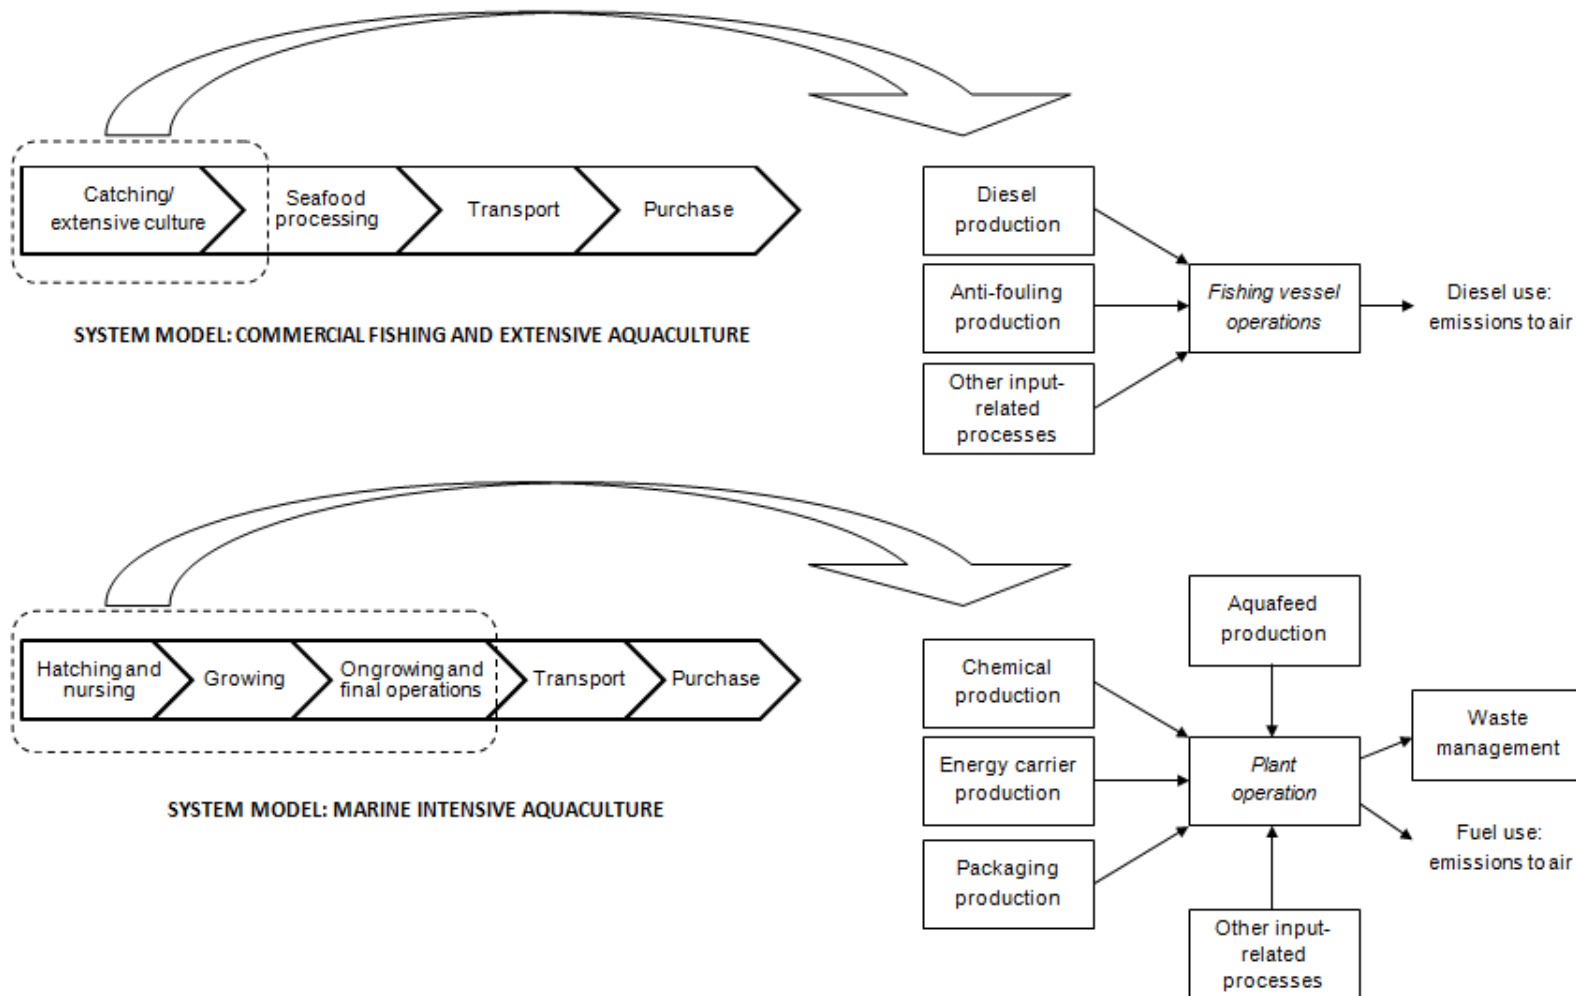 Catching/
extensive culture
Seafood
processing
Transport
Purchase
SYSTEM MODEL: COMMERCIAL FISHING AND EXTENSIVE AQUACULTURE
Diesel
production
Anti-fouling
production
Other input-
related
processes
Fishing vessel
operations
Diesel use:
emissions to air
Hatching and
nursing
Growing
Ongrowing and
final operations
Transport
Purchase
SYSTEM MODEL: MARINE INTENSIVE AQUACULTURE
Aquafeed
production
Chemical
production
Energy carrier
production
Packaging
production
Plant
operation
Waste
management
Fuel use:
emissions to air
Other input-
related
processes